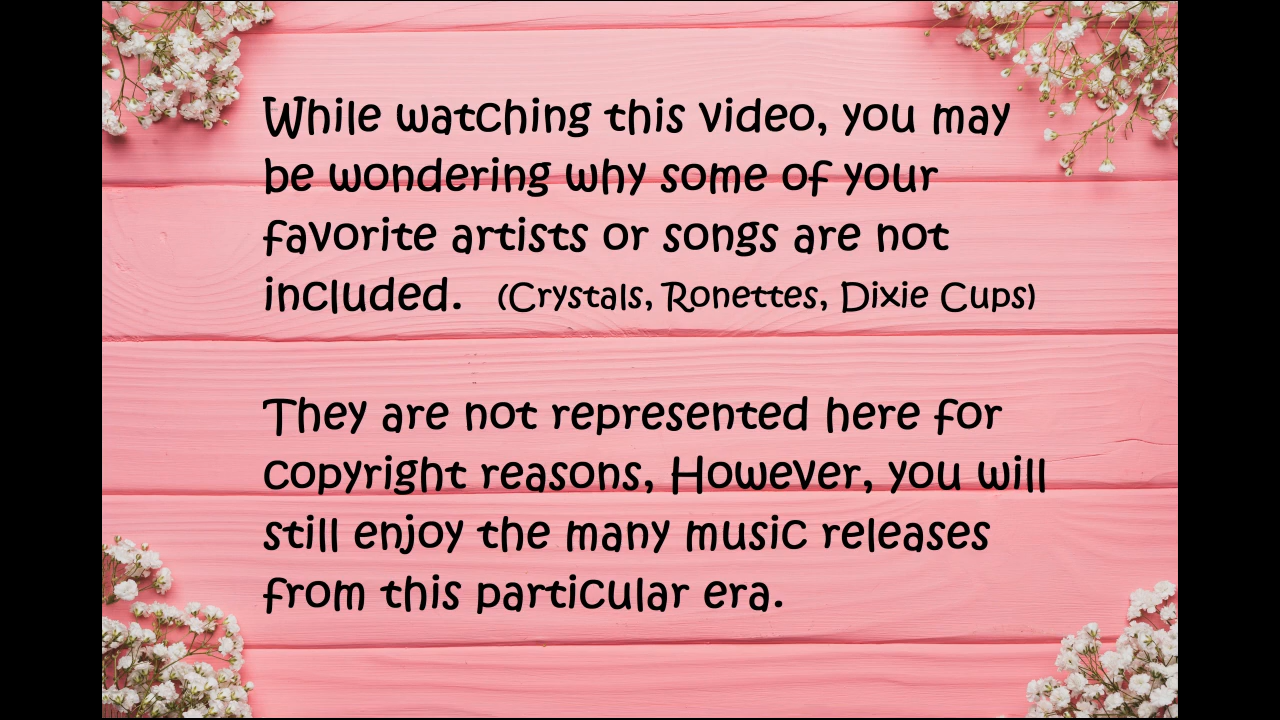 While watching this video, you may
be wondering why some of your
favorite artists or songs are not
included. (Crystals, Ronettes, Dixie Cups)
They are not represented here for
copyright reasons, However, you will
still enjoy the many music releases
from this particular era.